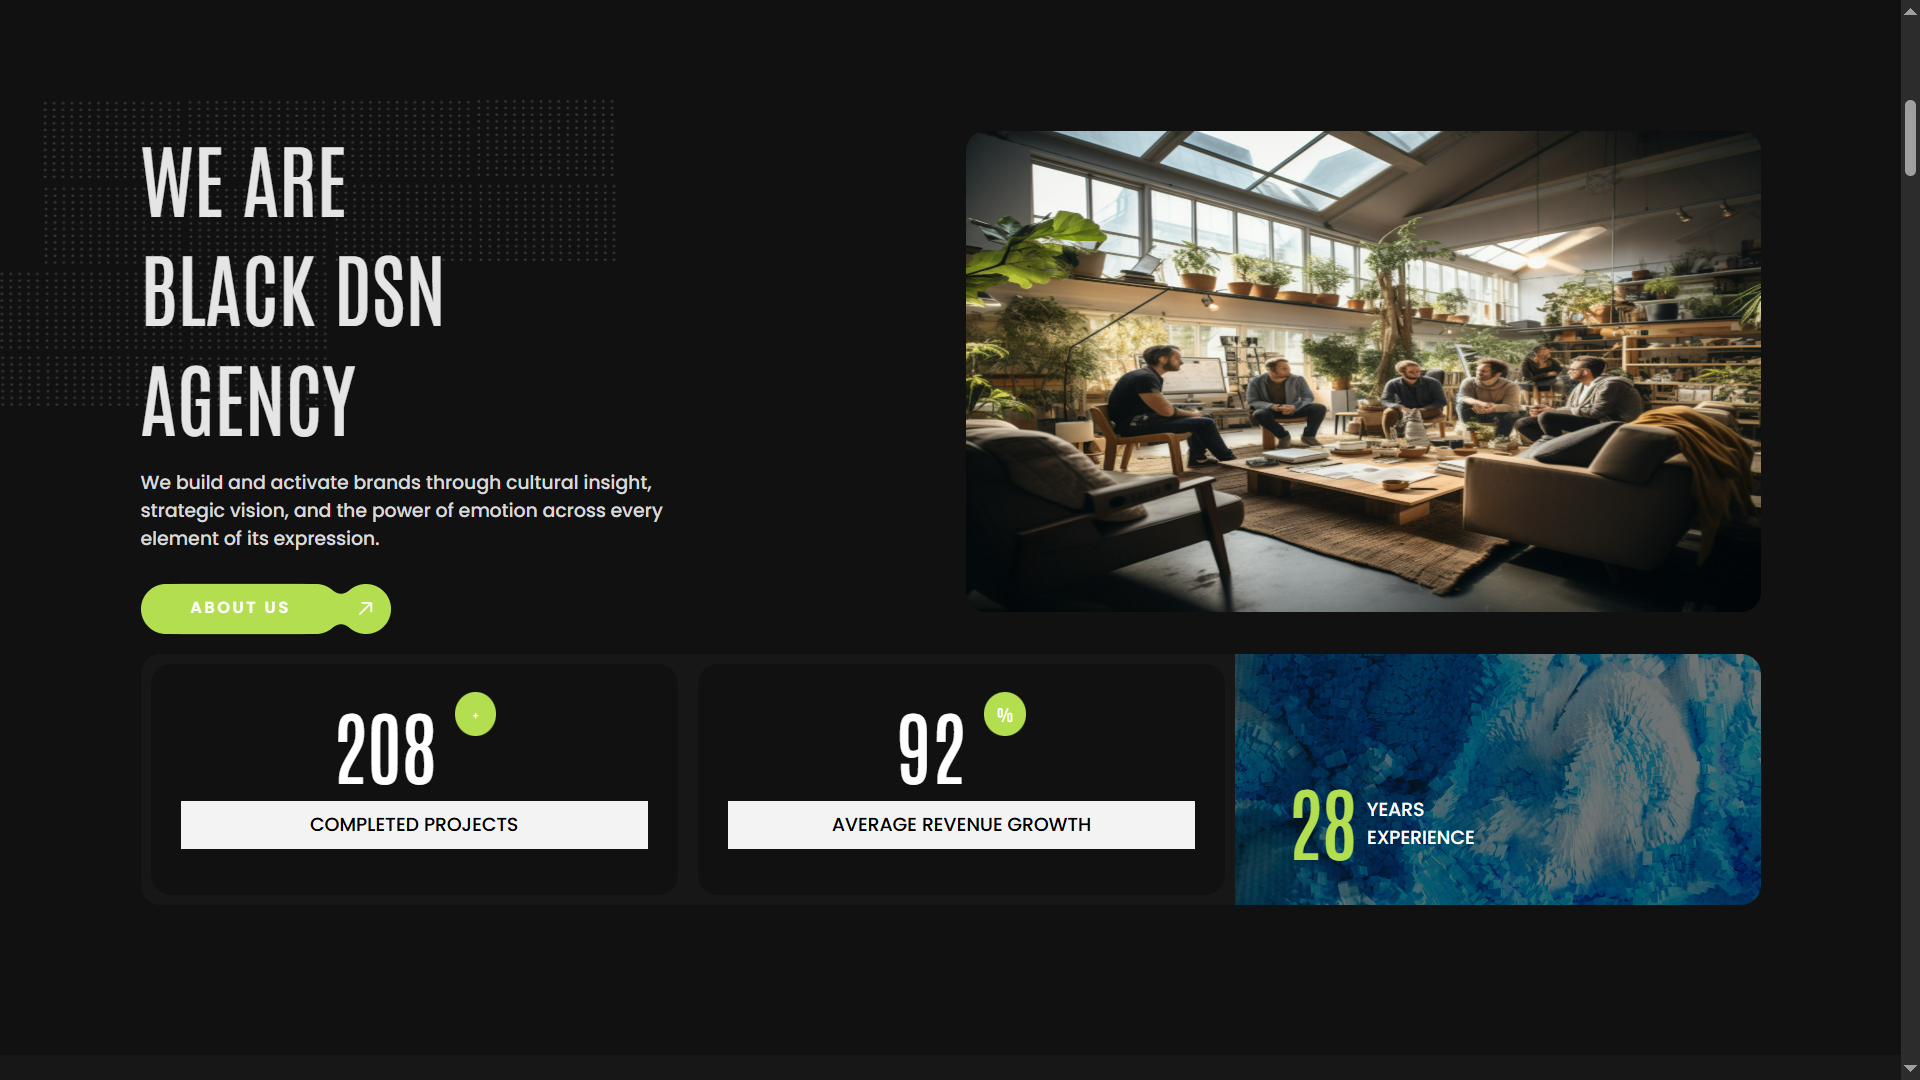 WE ARE
BLACK DSN
AGENCY
We build and activate brands through cultural insight,
strategic vision, and the power of emotion across every
element of its expression.
ABOUT US
208 +
COMPLETED PROJECTS
92 %
AVERAGE REVENUE GROWTH
28 YEARS
EXPERIENCE